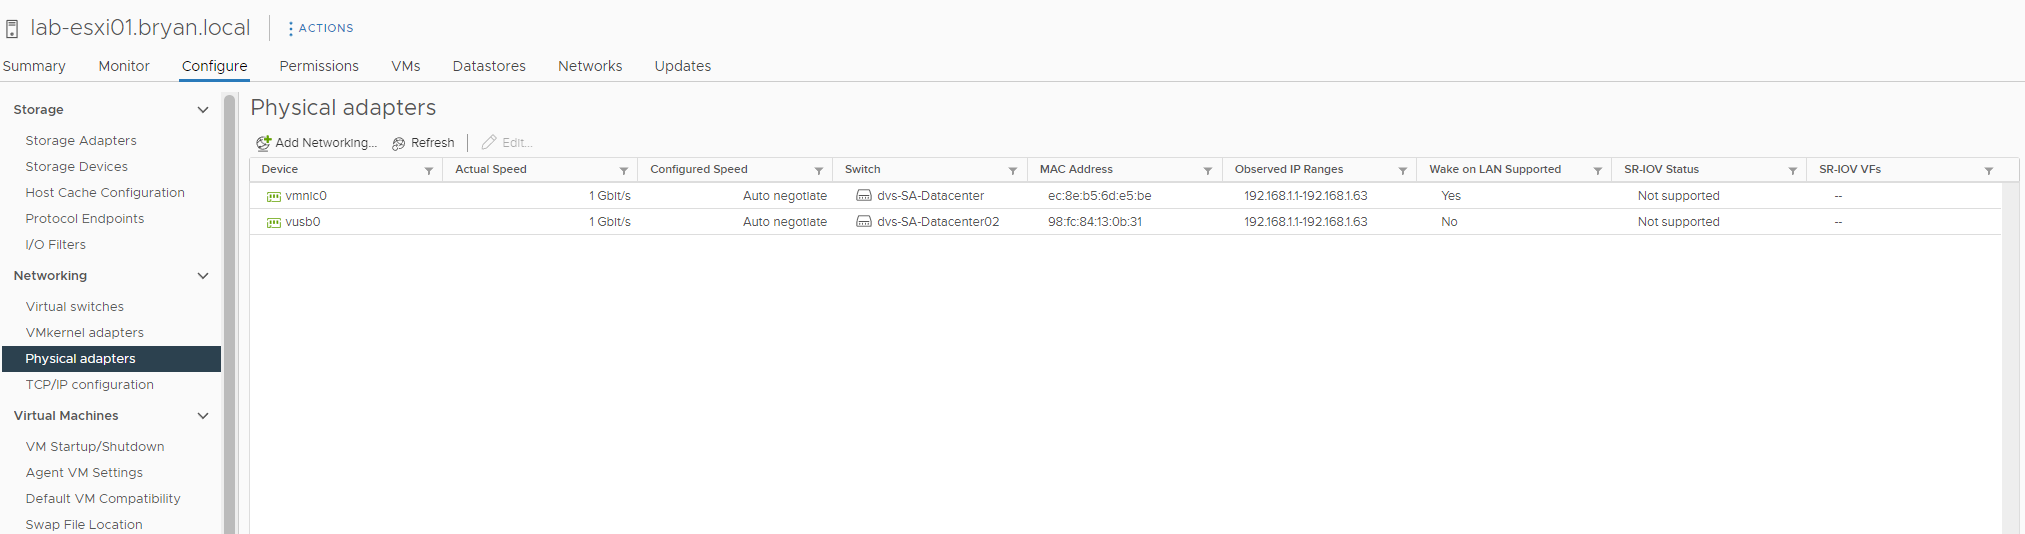 lab-esxi01.bryan.local ACTIONS
Summary Monitor Configure Permissions VMs Datastores Networks Updates
Storage
Storage Adapters
Storage Devices
Host Cache Configuration
Protocol Endpoints
I/O Filters
Networking
Virtual switches
VMkernel adapters
Physical adapters
TCP/IP configuration
Virtual Machines
VM Startup/Shutdown
Agent VM Settings
Default VM Compatibility
Swap File Location
Physical adapters
Add Networking... Refresh Edit...
Device Actual Speed Configured Speed Switch MAC Address Observed IP Ranges Wake on LAN Supported SR-IOV Status SR-IOV VFs
vmnic0 1 Gbit/s Auto negotiate dvs-SA-Datacenter ec:8e:b5:6d:e5:be 192.168.1.1-192.168.1.63 Yes Not supported --
vusb0 1 Gbit/s Auto negotiate dvs-SA-Datacenter02 98:fc:84:13:0b:31 192.168.1.1-192.168.1.63 No Not supported --